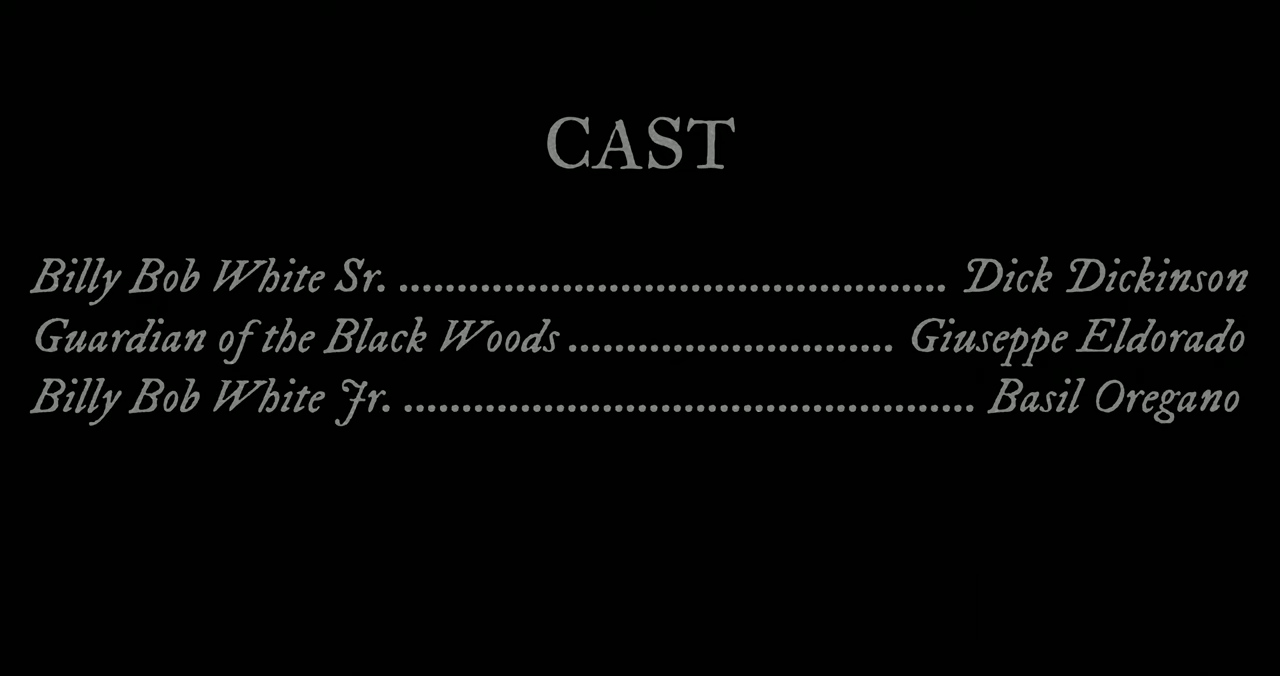 CAST
Billy Bob White Sr. ............................................... Dick Dickinson
Guardian of the Black Woods ............................ Giuseppe Eldorado
Billy Bob White Jr. ................................................. Basil Oregano